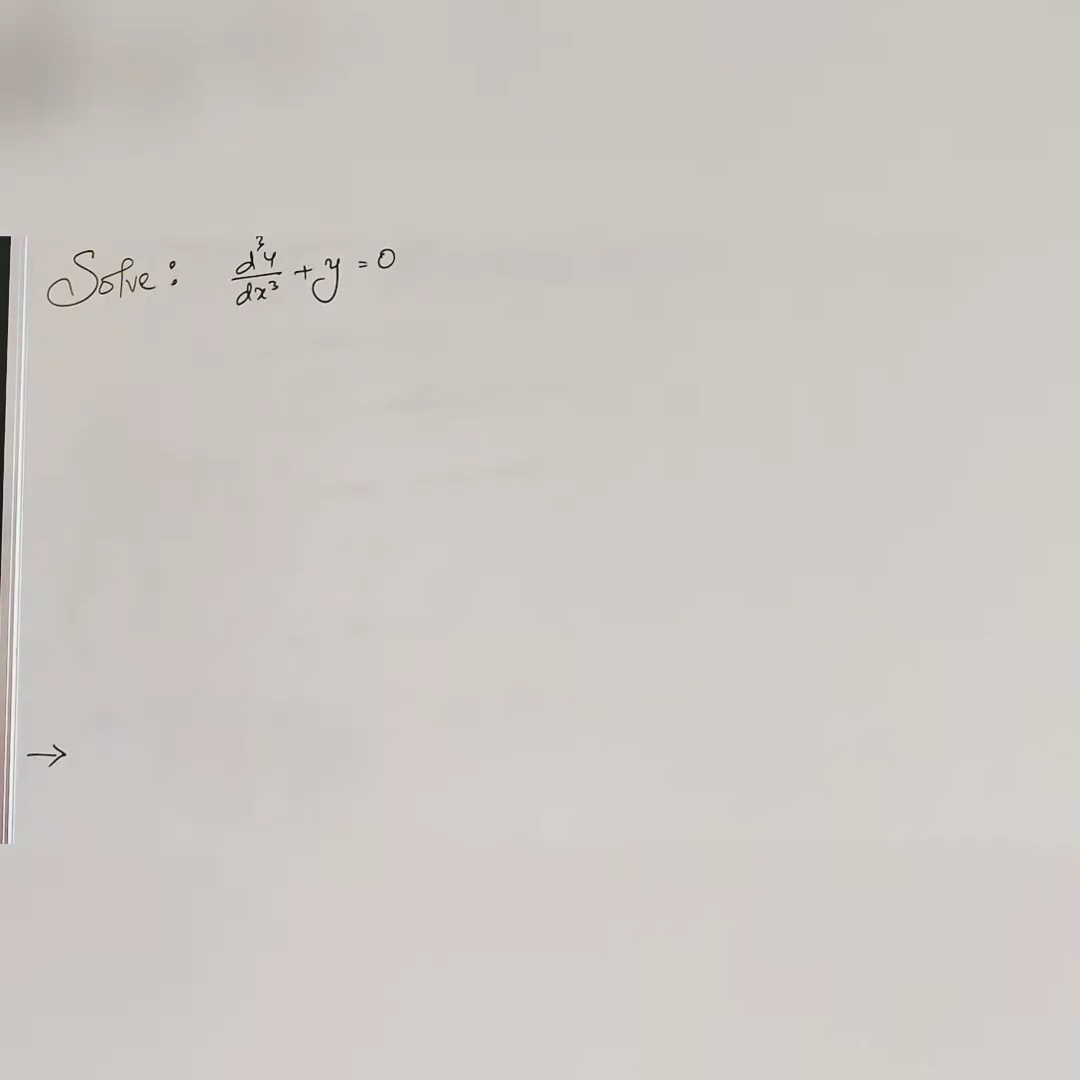 Solve: d³y/dx³ + y = 0
→